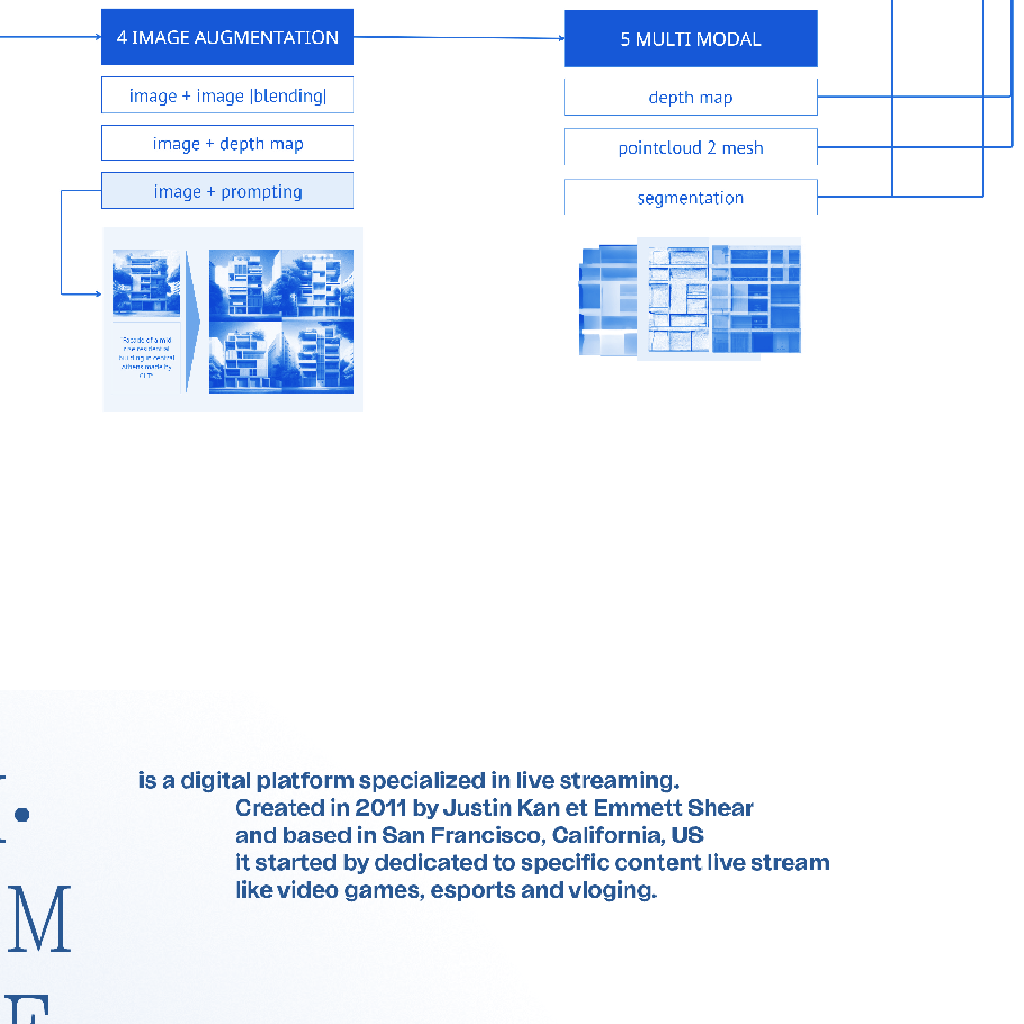 4 IMAGE AUGMENTATION
image + image [blending]
image + depth map
image + prompting
5 MULTI MODAL
depth map
pointcloud 2 mesh
segmentation
is a digital platform specialized in live streaming.
Created in 2011 by Justin Kan et Emmett Shear
and based in San Francisco, California, US
it started by dedicated to specific content live stream
like video games, esports and vloging.
M